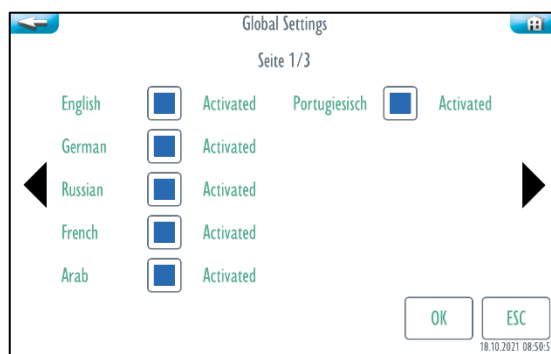 Global Settings
Seite 1/3
English Activated Portugiesisch Activated
German Activated
Russian Activated
French Activated
Arab Activated
OK ESC
18.10.2021 08:50:5